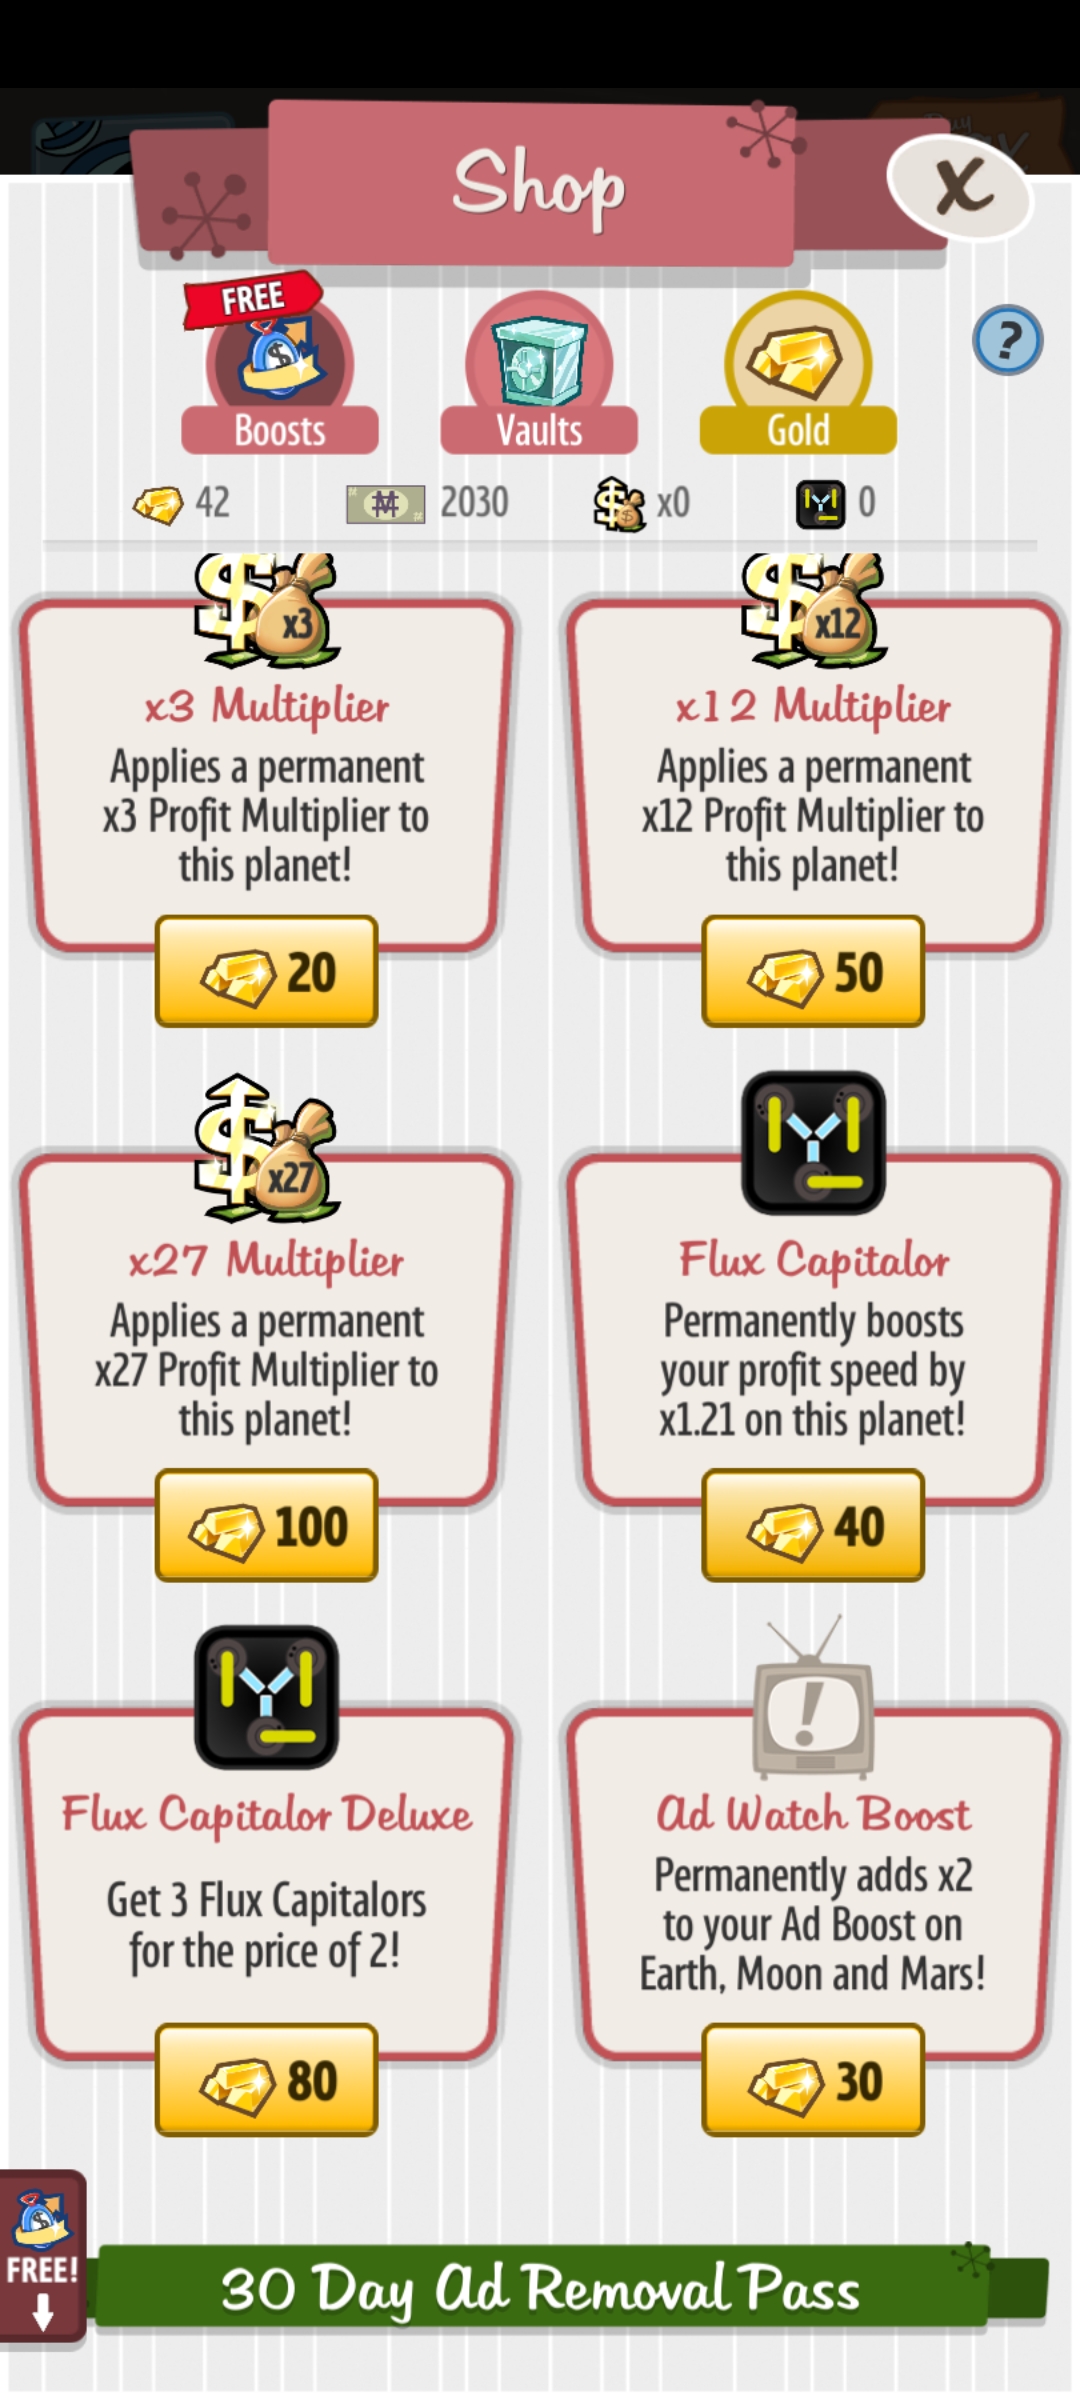 Shop
X
FREE
Boosts
Vaults
Gold
?
42
2030
x0
0
x3
x3 Multiplier
Applies a permanent
x3 Profit Multiplier to
this planet!
20
x12
x12 Multiplier
Applies a permanent
x12 Profit Multiplier to
this planet!
50
x27
x27 Multiplier
Applies a permanent
x27 Profit Multiplier to
this planet!
100
Flux Capitalor
Permanently boosts
your profit speed by
x1.21 on this planet!
40
Flux Capitalor Deluxe
Get 3 Flux Capitalors
for the price of 2!
80
!
Ad Watch Boost
Permanently adds x2
to your Ad Boost on
Earth, Moon and Mars!
30
FREE!
30 Day Ad Removal Pass